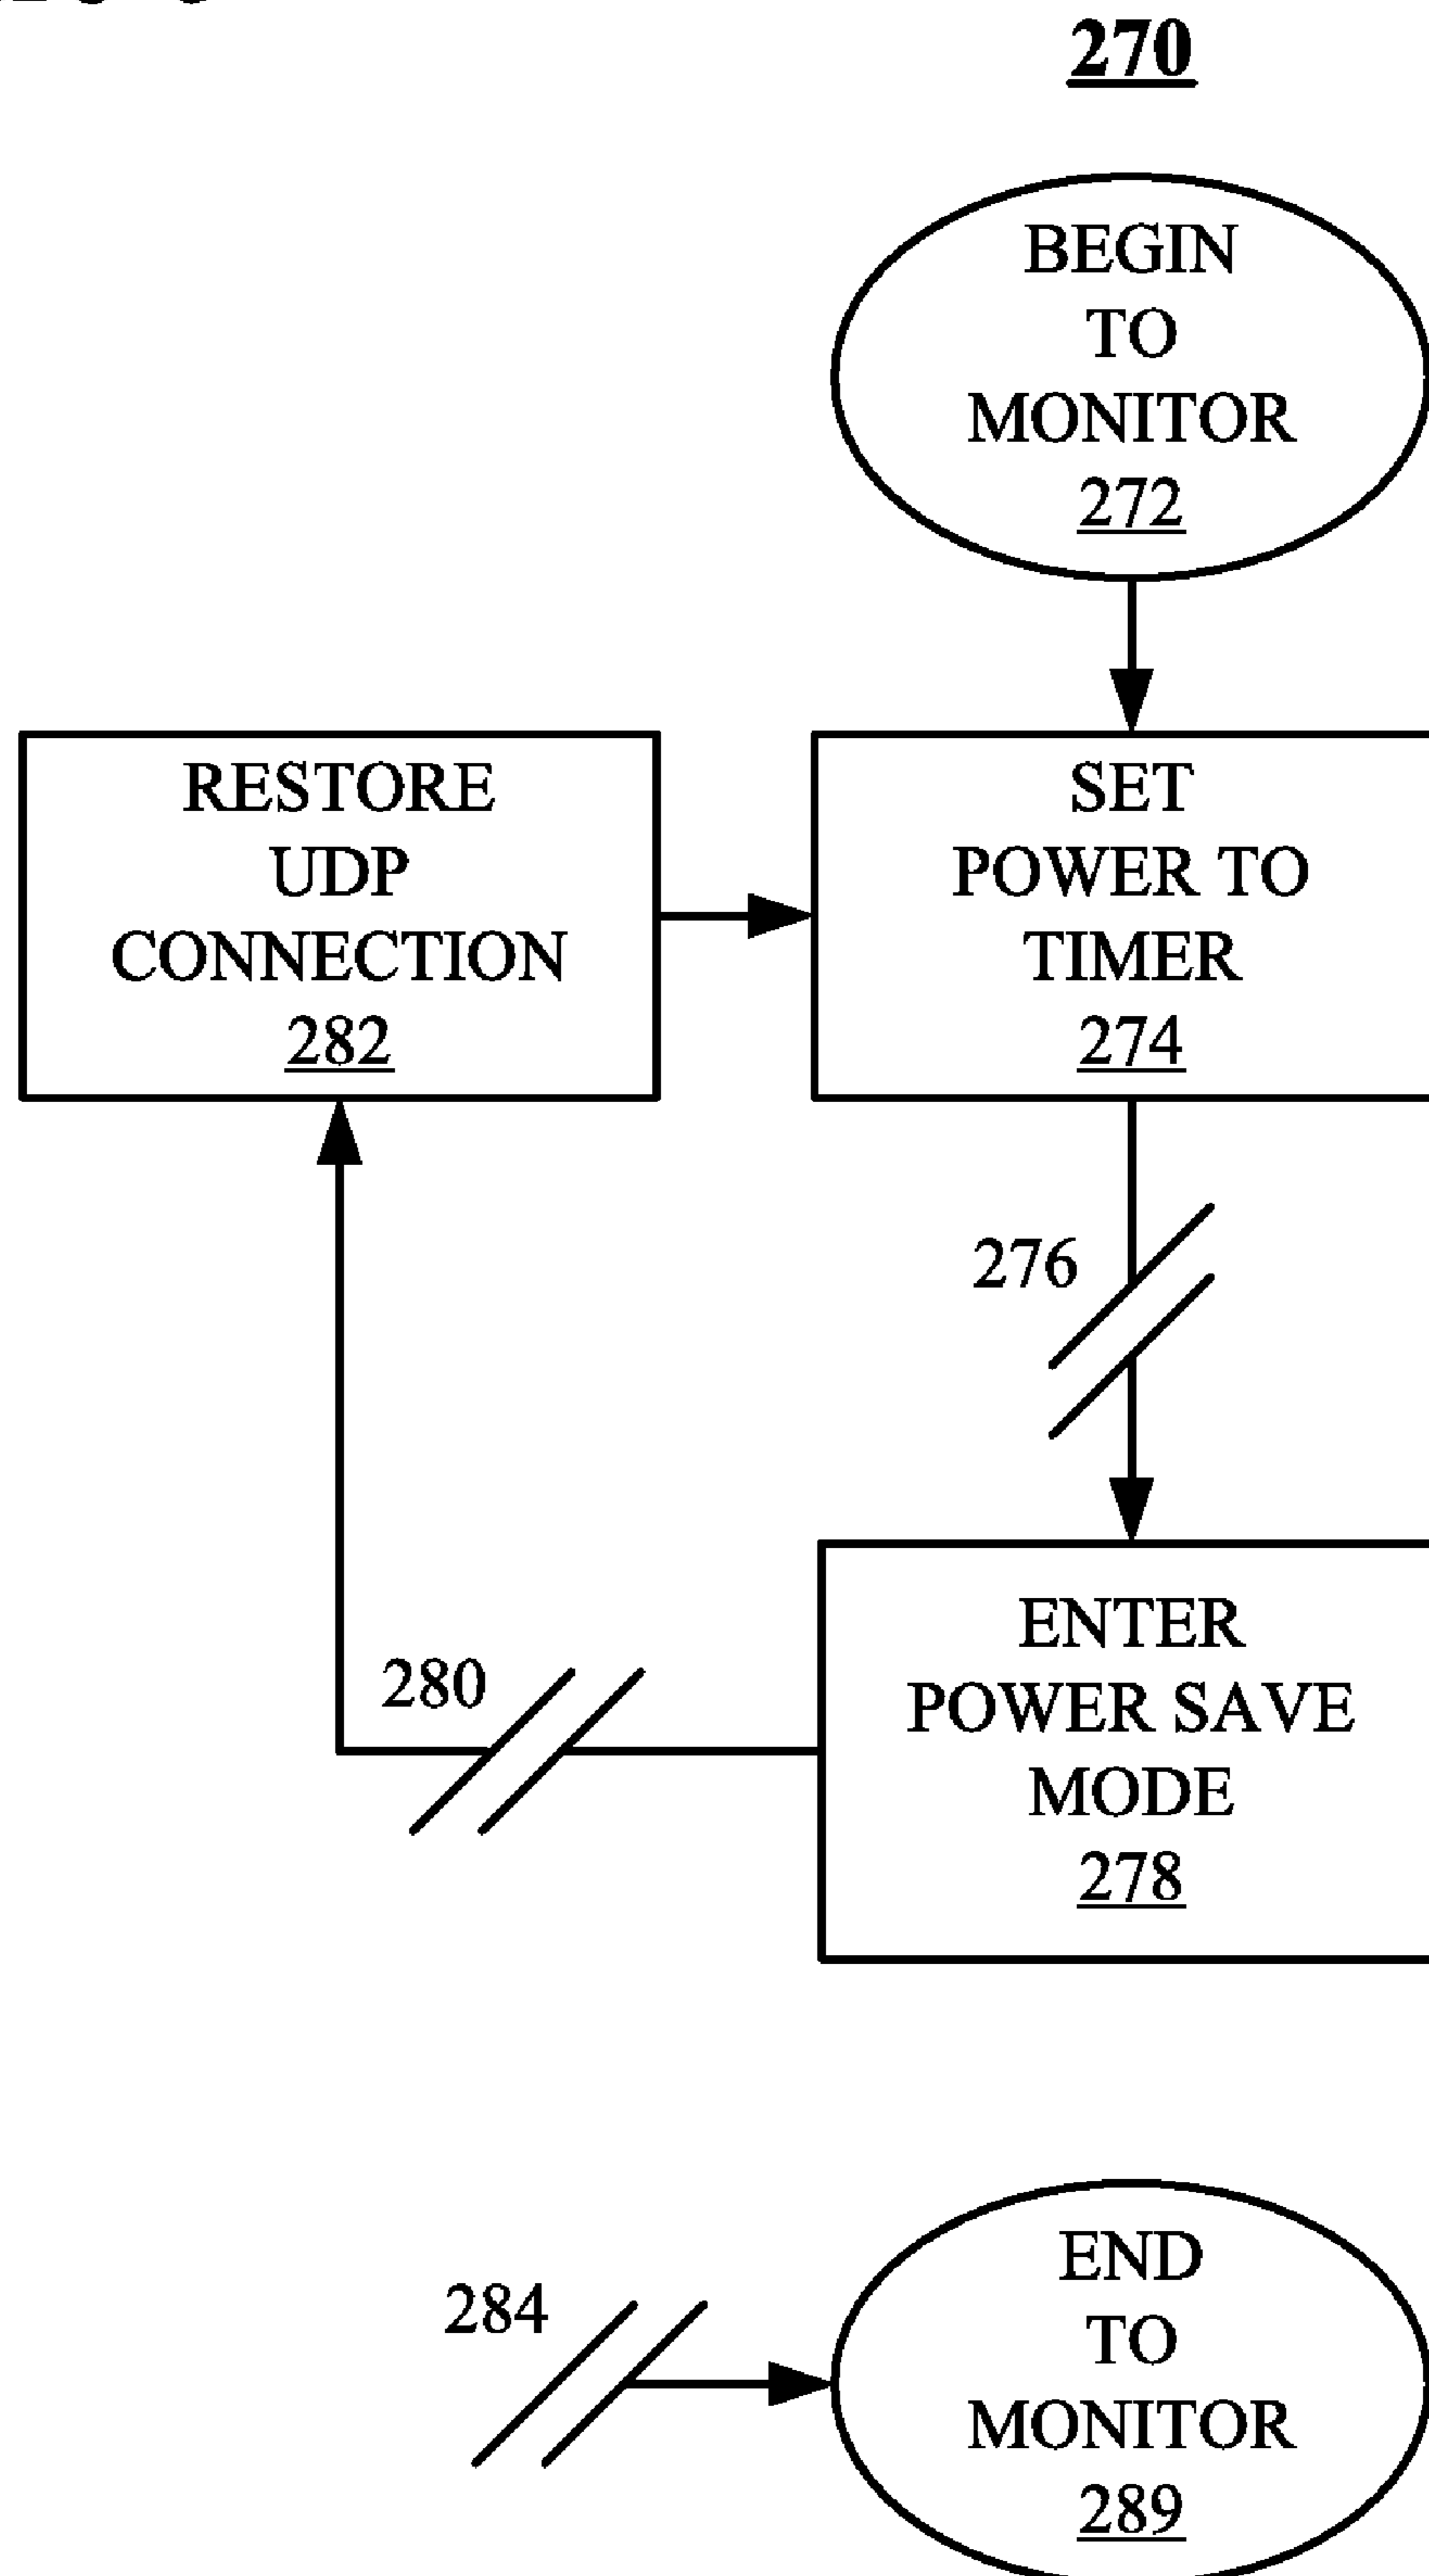 270
BEGIN
TO
MONITOR
272
RESTORE
UDP
CONNECTION
282
SET
POWER TO
TIMER
274
276
ENTER
POWER SAVE
MODE
278
280
284
END
TO
MONITOR
289